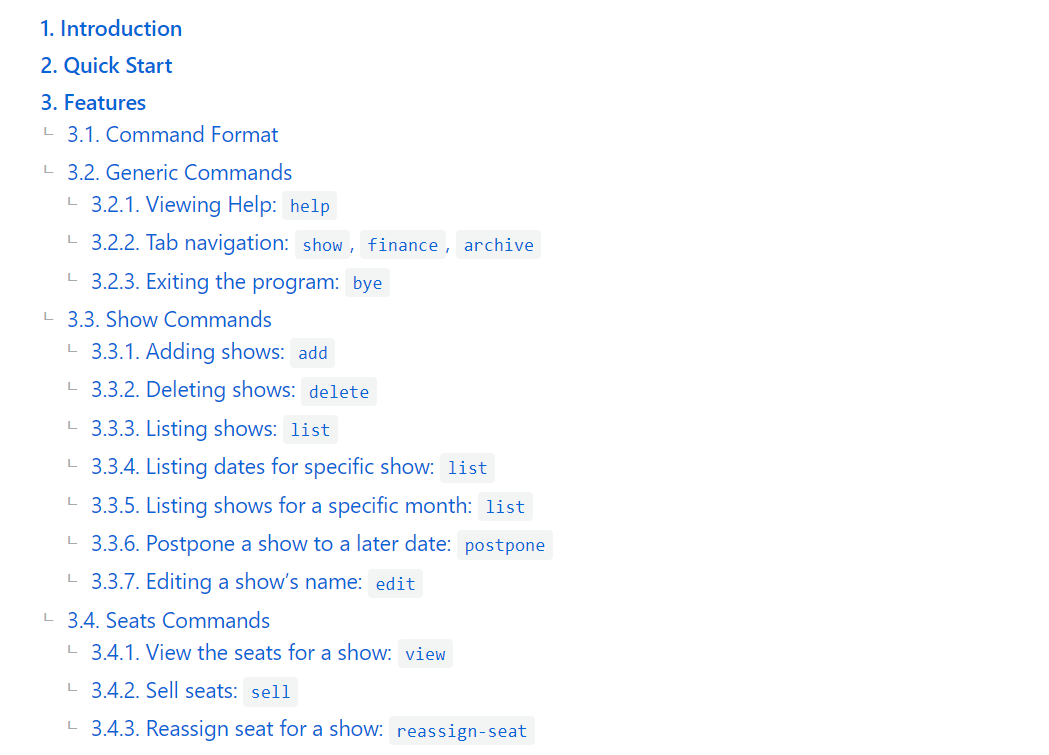 1. Introduction
2. Quick Start
3. Features
3.1. Command Format
3.2. Generic Commands
3.2.1. Viewing Help: help
3.2.2. Tab navigation: show, finance, archive
3.2.3. Exiting the program: bye
3.3. Show Commands
3.3.1. Adding shows: add
3.3.2. Deleting shows: delete
3.3.3. Listing shows: list
3.3.4. Listing dates for specific show: list
3.3.5. Listing shows for a specific month: list
3.3.6. Postpone a show to a later date: postpone
3.3.7. Editing a show’s name: edit
3.4. Seats Commands
3.4.1. View the seats for a show: view
3.4.2. Sell seats: sell
3.4.3. Reassign seat for a show: reassign-seat